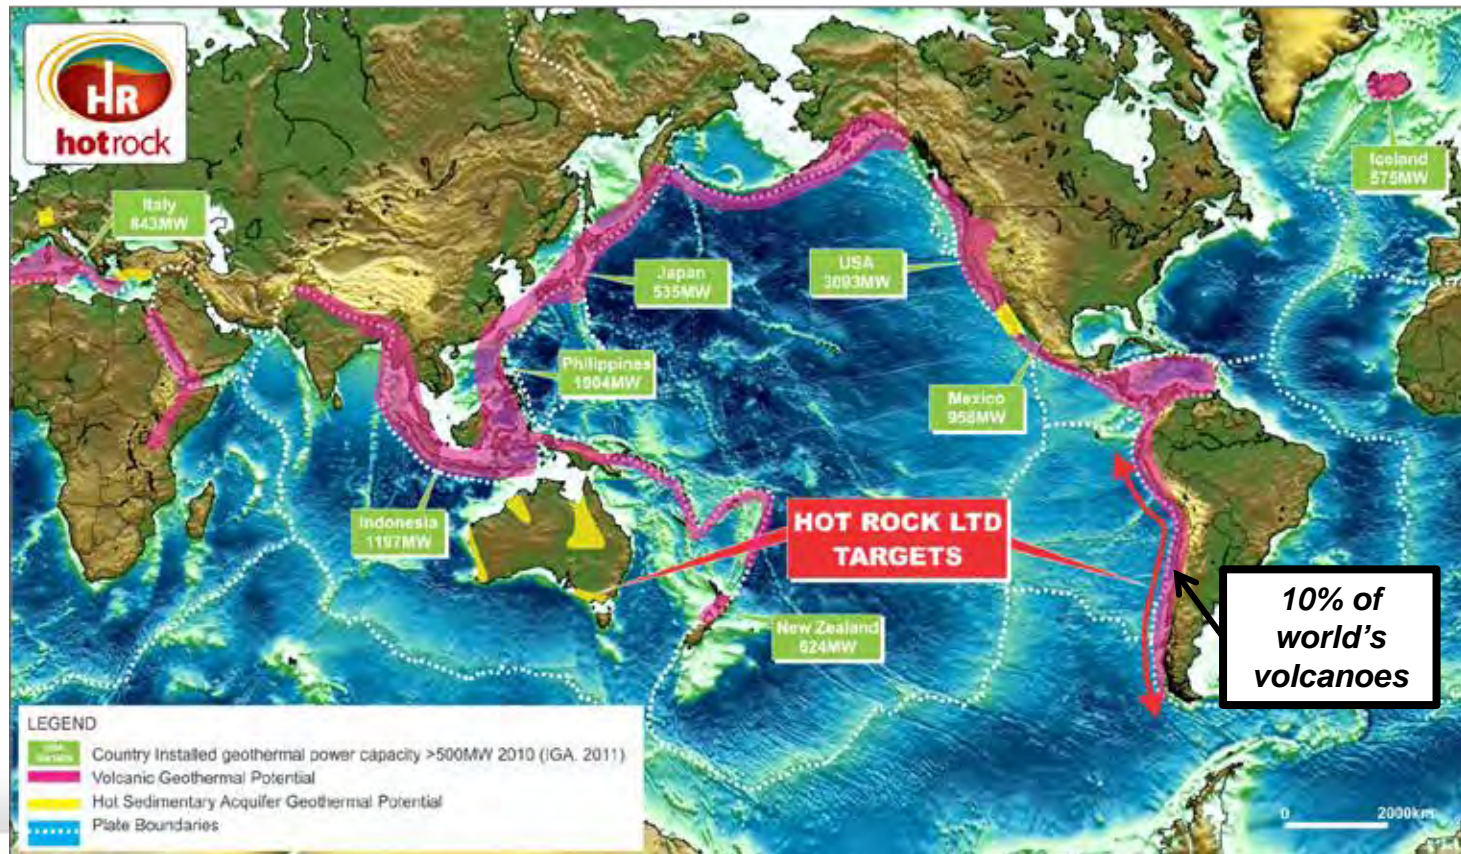 HR
hotrock
Italy
843MW
Iceland
575MW
Japan
535MW
USA
3093MW
Philippines
1904MW
Mexico
958MW
Indonesia
1197MW
HOT ROCK LTD
TARGETS
New Zealand
624MW
10% of
world's
volcanoes
LEGEND
Country Installed geothermal power capacity >500MW 2010 (IGA, 2011)
Volcanic Geothermal Potential
Hot Sedimentary Acquifer Geothermal Potential
Plate Boundaries
0 2000km